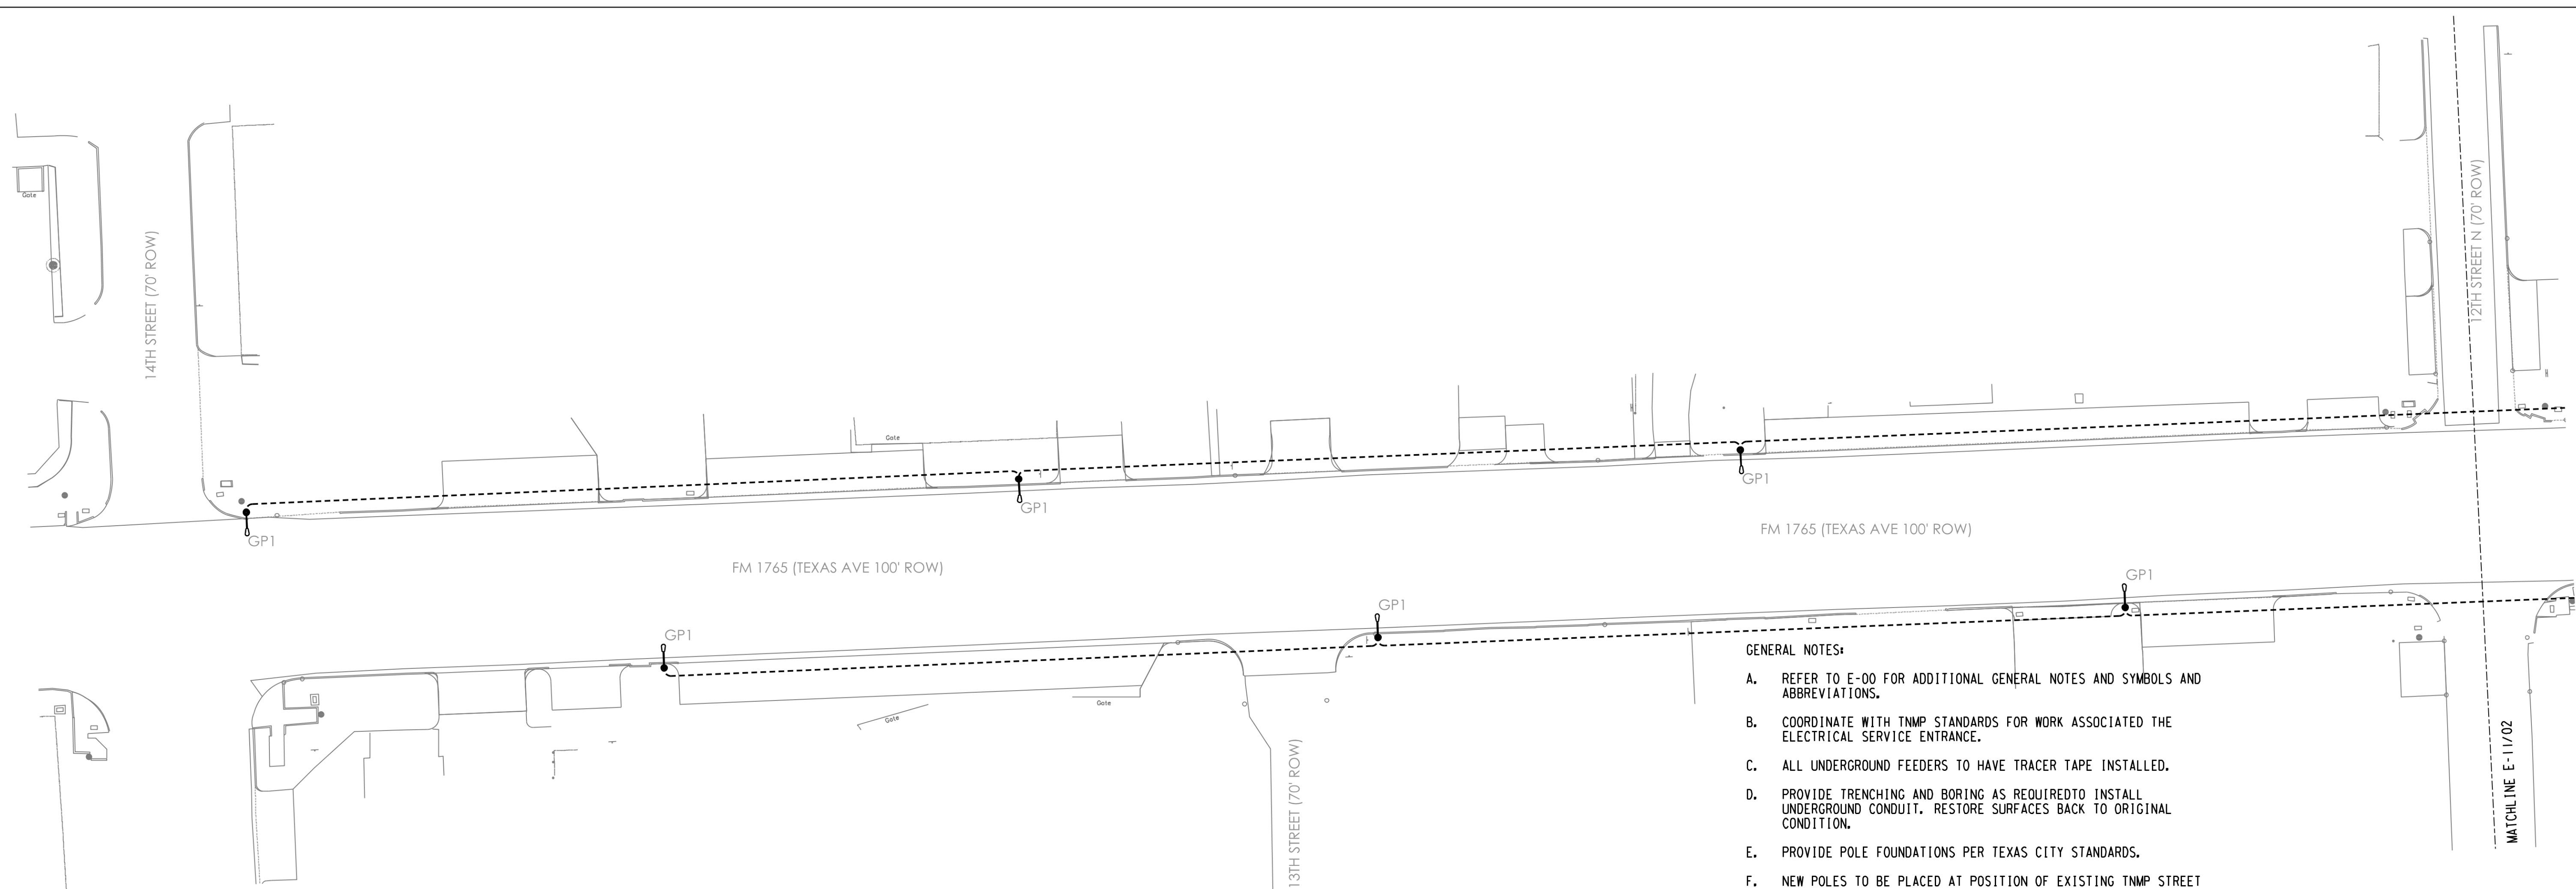 Gate
14TH STREET (70' ROW)
12TH STREET N (70' ROW)
Gate
GP1
GP1
GP1
FM 1765 (TEXAS AVE 100' ROW)
FM 1765 (TEXAS AVE 100' ROW)
GP1
GP1
GP1
Gate
Gate
13TH STREET (70' ROW)
MATCHLINE E-11/02
GENERAL NOTES:
A. REFER TO E-00 FOR ADDITIONAL GENERAL NOTES AND SYMBOLS AND
ABBREVIATIONS.
B. COORDINATE WITH TNMP STANDARDS FOR WORK ASSOCIATED THE
ELECTRICAL SERVICE ENTRANCE.
C. ALL UNDERGROUND FEEDERS TO HAVE TRACER TAPE INSTALLED.
D. PROVIDE TRENCHING AND BORING AS REQUIREDTO INSTALL
UNDERGROUND CONDUIT. RESTORE SURFACES BACK TO ORIGINAL
CONDITION.
E. PROVIDE POLE FOUNDATIONS PER TEXAS CITY STANDARDS.
F. NEW POLES TO BE PLACED AT POSITION OF EXISTING TNMP STREET